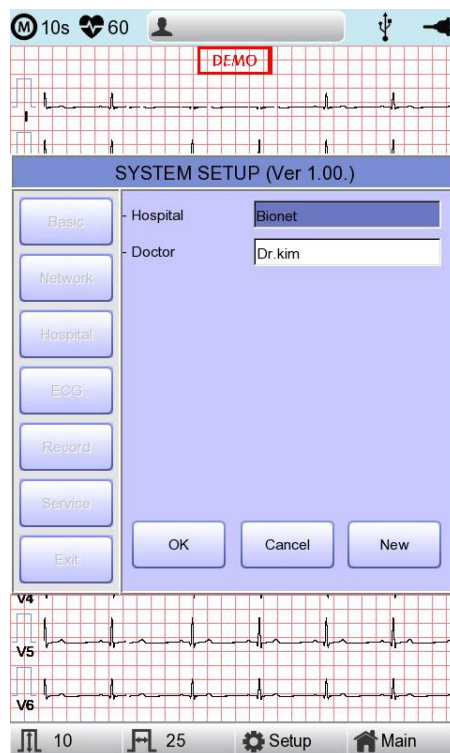 M 10s 60
DEMO
I
SYSTEM SETUP (Ver 1.00.)
Basic
- Hospital Bionet
- Doctor Dr.kim
Network
Hospital
ECG
Record
Service
Exit
OK Cancel New
V4
V5
V6
10 25 Setup Main